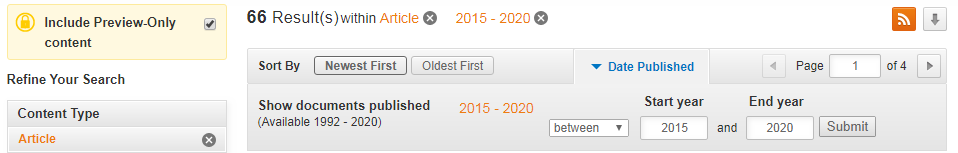 Include Preview-Only
content
Refine Your Search
Content Type
Article
66 Result(s) within Article 2015 - 2020
Sort By Newest First Oldest First Date Published Page 1 of 4
Show documents published
(Available 1992 - 2020)
2015 - 2020
Start year End year
between 2015 and 2020 Submit